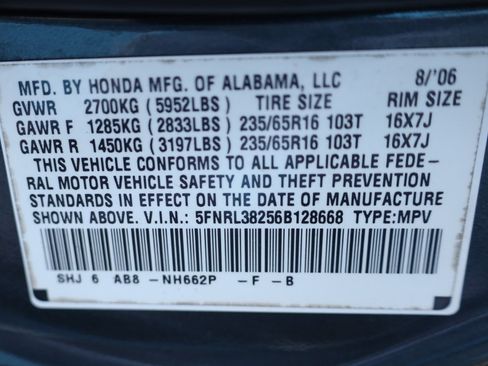 MFD. BY HONDA MFG. OF ALABAMA, LLC 8/'06
GVWR 2700KG (5952LBS) TIRE SIZE RIM SIZE
GAWR F 1285KG (2833LBS) 235/65R16 103T 16X7J
GAWR R 1450KG (3197LBS) 235/65R16 103T 16X7J
THIS VEHICLE CONFORMS TO ALL APPLICABLE FEDE-
RAL MOTOR VEHICLE SAFETY AND THEFT PREVENTION
STANDARDS IN EFFECT ON THE DATE OF MANUFACTURE
SHOWN ABOVE. V.I.N.: 5FNRL38256B128668 TYPE:MPV
SHJ 6 AB8 -NH662P -F -B